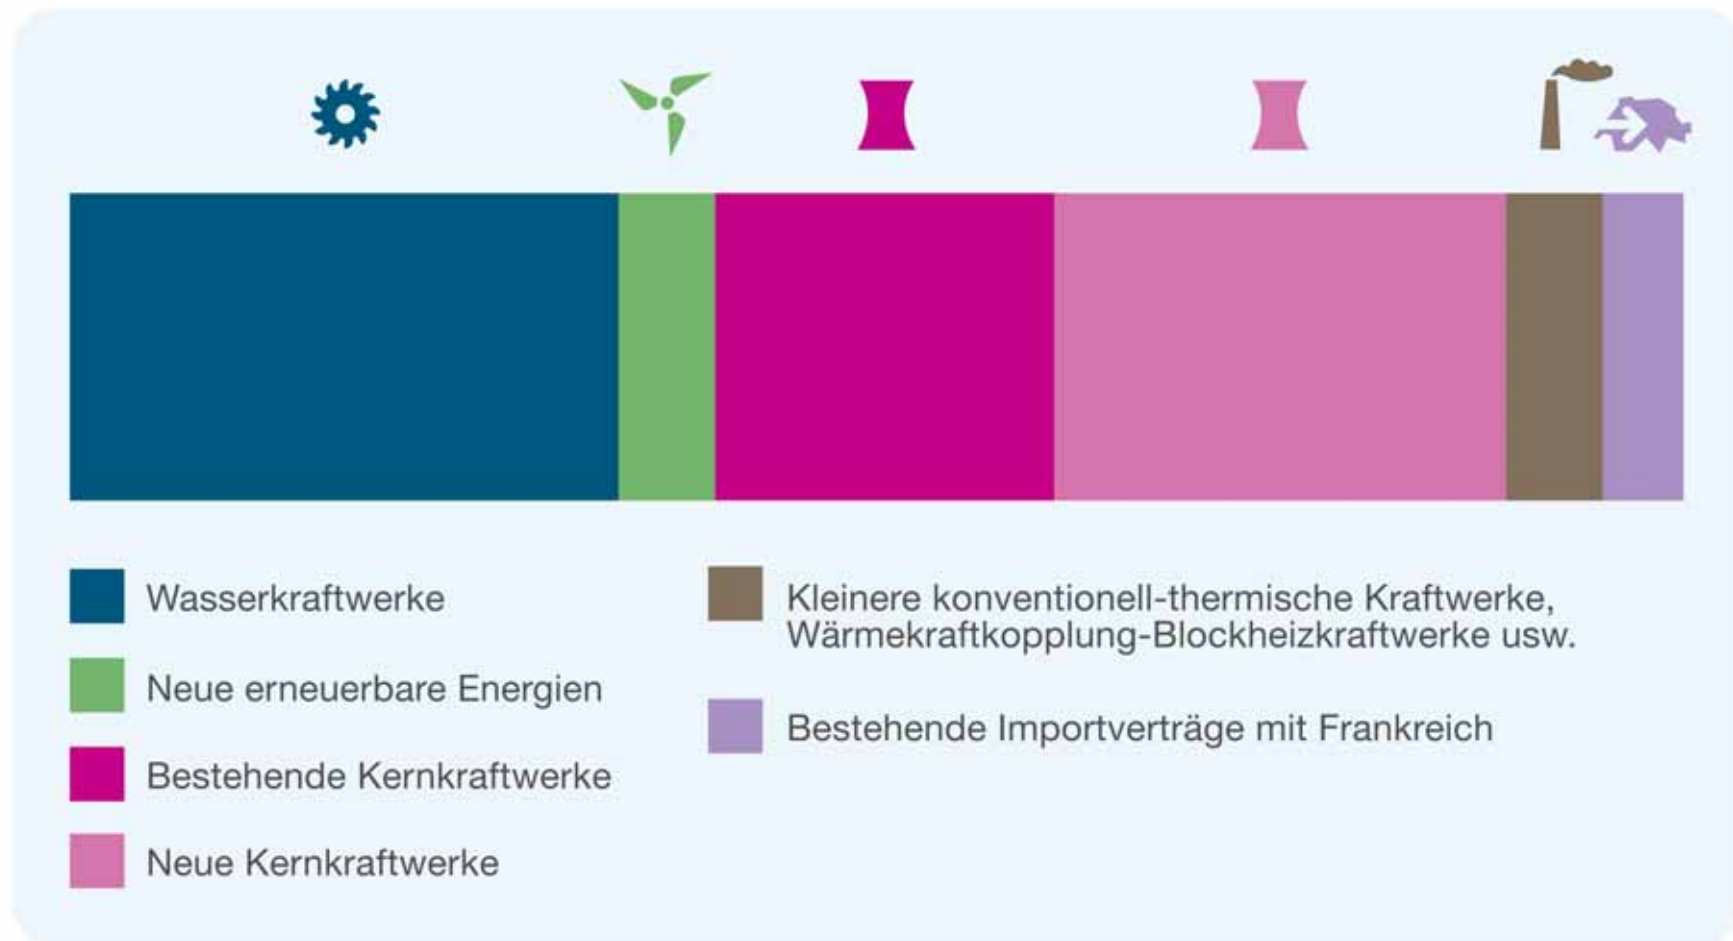 Wasserkraftwerke
Neue erneuerbare Energien
Bestehende Kernkraftwerke
Neue Kernkraftwerke
Kleinere konventionell-thermische Kraftwerke,
Wärmekraftkopplung-Blockheizkraftwerke usw.
Bestehende Importverträge mit Frankreich